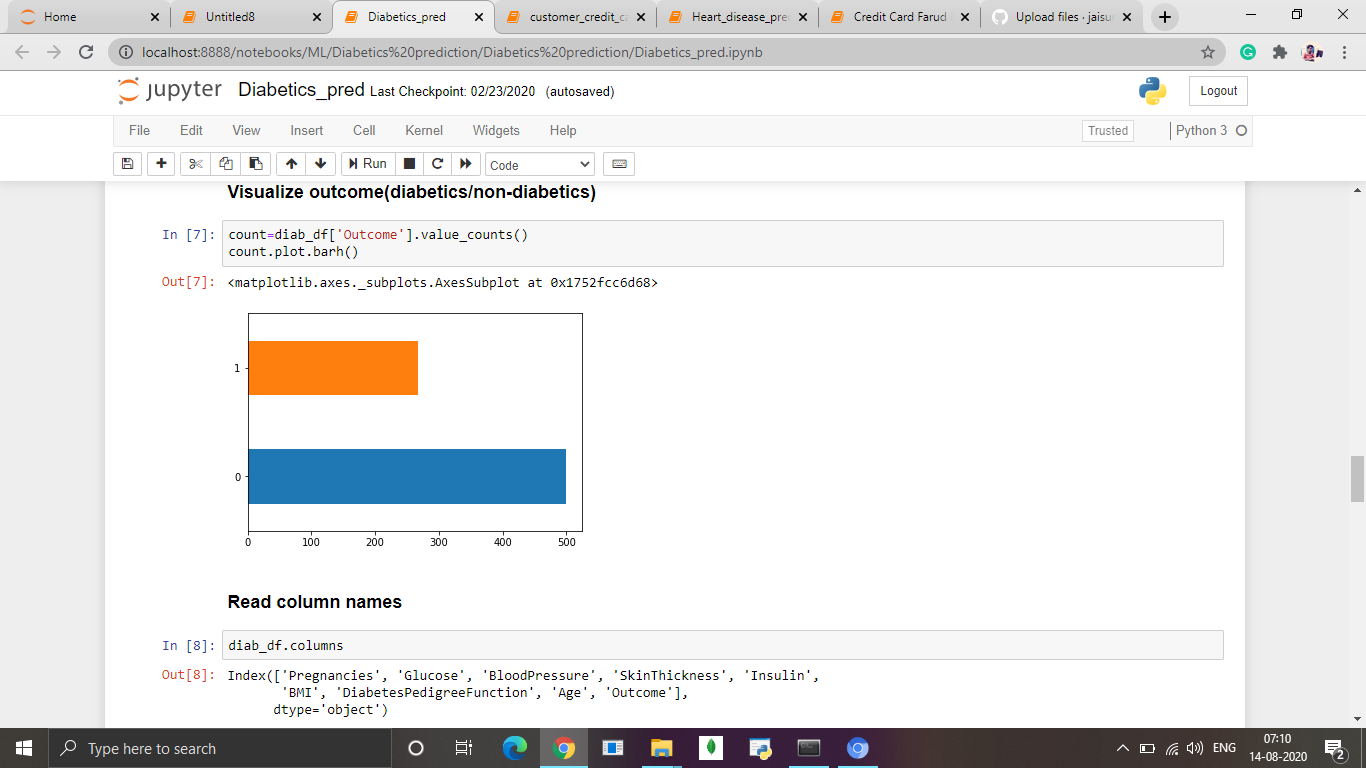 Home
Untitled8
Diabetics_pred
customer_credit_c
Heart_disease_pre
Credit Card Farud
Upload files · jaisu
localhost:8888/notebooks/ML/Diabetics%20prediction/Diabetics%20prediction/Diabetics_pred.ipynb
jupyter Diabetics_pred Last Checkpoint: 02/23/2020 (autosaved)
Logout
File Edit View Insert Cell Kernel Widgets Help
Trusted
Python 3
Run
Code
Visualize outcome(diabetics/non-diabetics)
In [7]: count=diab_df['Outcome'].value_counts()
count.plot.barh()
Out[7]: <matplotlib.axes._subplots.AxesSubplot at 0x1752fcc6d68>
1
0
0 100 200 300 400 500
Read column names
In [8]: diab_df.columns
Out[8]: Index(['Pregnancies', 'Glucose', 'BloodPressure', 'SkinThickness', 'Insulin',
'BMI', 'DiabetesPedigreeFunction', 'Age', 'Outcome'],
dtype='object')
Type here to search
ENG
07:10
14-08-2020
2